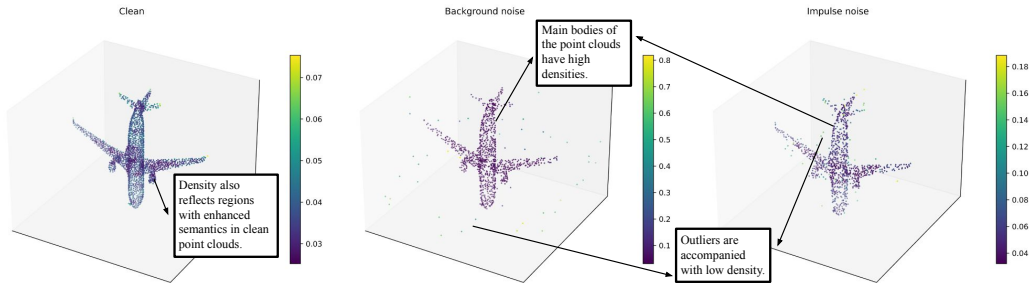 Clean
Background noise
Impulse noise
Main bodies of
the point clouds
have high
densities.
0.07
0.06
0.05
0.04
0.03
0.8
0.7
0.6
0.5
0.4
0.3
0.2
0.1
0.18
0.16
0.14
0.12
0.10
0.08
0.06
0.04
Density also
reflects regions
with enhanced
semantics in clean
point clouds.
Outliers are
accompanied
with low density.